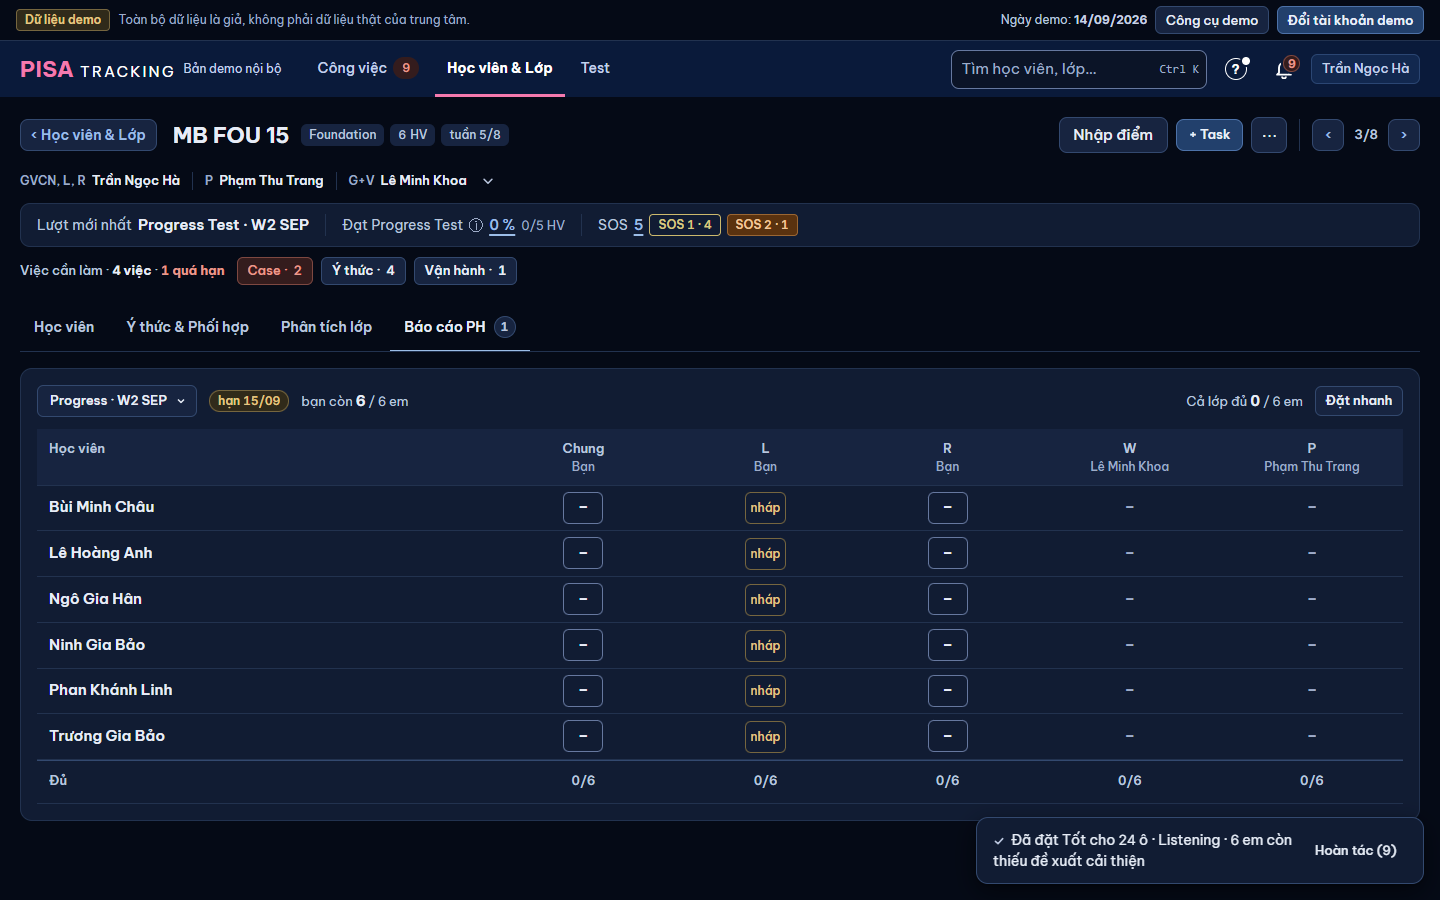 Dữ liệu demo Toàn bộ dữ liệu là giả, không phải dữ liệu thật của trung tâm. Ngày demo: 14/09/2026 Công cụ demo Đổi tài khoản demo
PISA TRACKING Bản demo nội bộ Công việc 9 Học viên & Lớp Test Tìm học viên, lớp... Ctrl K ? 9 Trần Ngọc Hà
‹ Học viên & Lớp MB FOU 15 Foundation 6 HV tuần 5/8 Nhập điểm + Task ... ‹ 3/8 ›
GVCN, L, R Trần Ngọc Hà P Phạm Thu Trang G+V Lê Minh Khoa
Lượt mới nhất Progress Test · W2 SEP Đạt Progress Test ⓘ 0 % 0/5 HV SOS 5 SOS 1 · 4 SOS 2 · 1
Việc cần làm · 4 việc · 1 quá hạn Case · 2 Ý thức · 4 Vận hành · 1
Học viên Ý thức & Phối hợp Phân tích lớp Báo cáo PH 1
Progress · W2 SEP hạn 15/09 bạn còn 6 / 6 em Cả lớp đủ 0 / 6 em Đặt nhanh
Học viên Chung L R W P
Bạn Bạn Bạn Lê Minh Khoa Phạm Thu Trang
Bùi Minh Châu – nháp – – –
Lê Hoàng Anh – nháp – – –
Ngô Gia Hân – nháp – – –
Ninh Gia Bảo – nháp – – –
Phan Khánh Linh – nháp – – –
Trương Gia Bảo – nháp – – –
Đủ 0/6 0/6 0/6 0/6 0/6
✓ Đã đặt Tốt cho 24 ô · Listening · 6 em còn
thiếu đề xuất cải thiện
Hoàn tác (9)